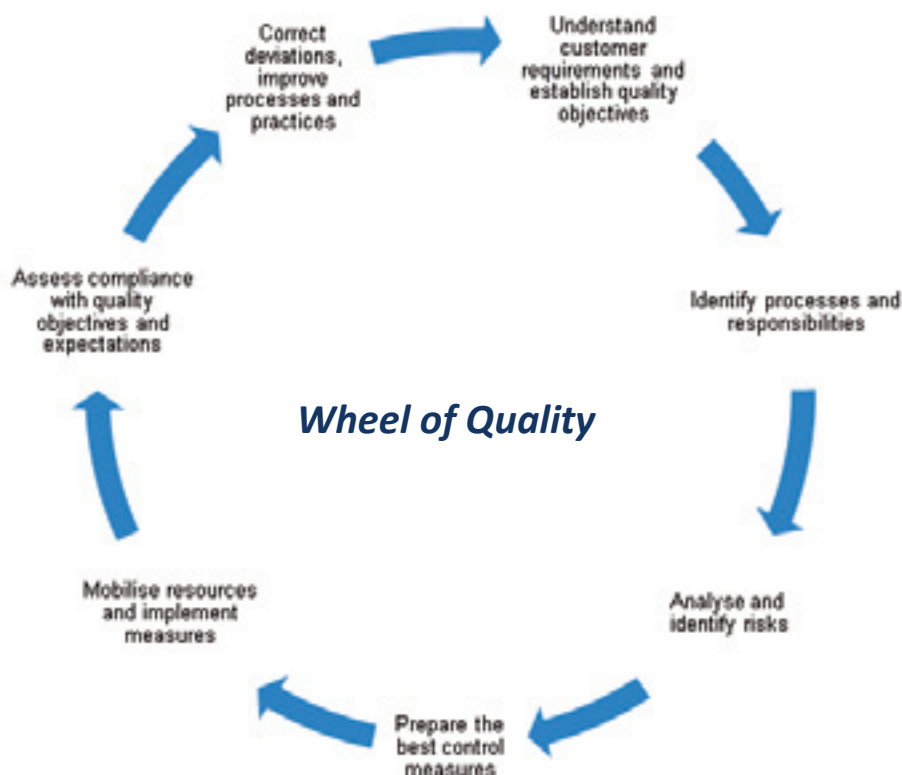 Correct
deviations,
improve
processes and
practices
Understand
customer
requirements and
establish quality
objectives
Identify processes and
responsibilities
Analyse and
identify risks
Prepare the
best control
measures
Mobilise resources
and implement
measures
Assess compliance
with quality
objectives and
expectations
Wheel of Quality